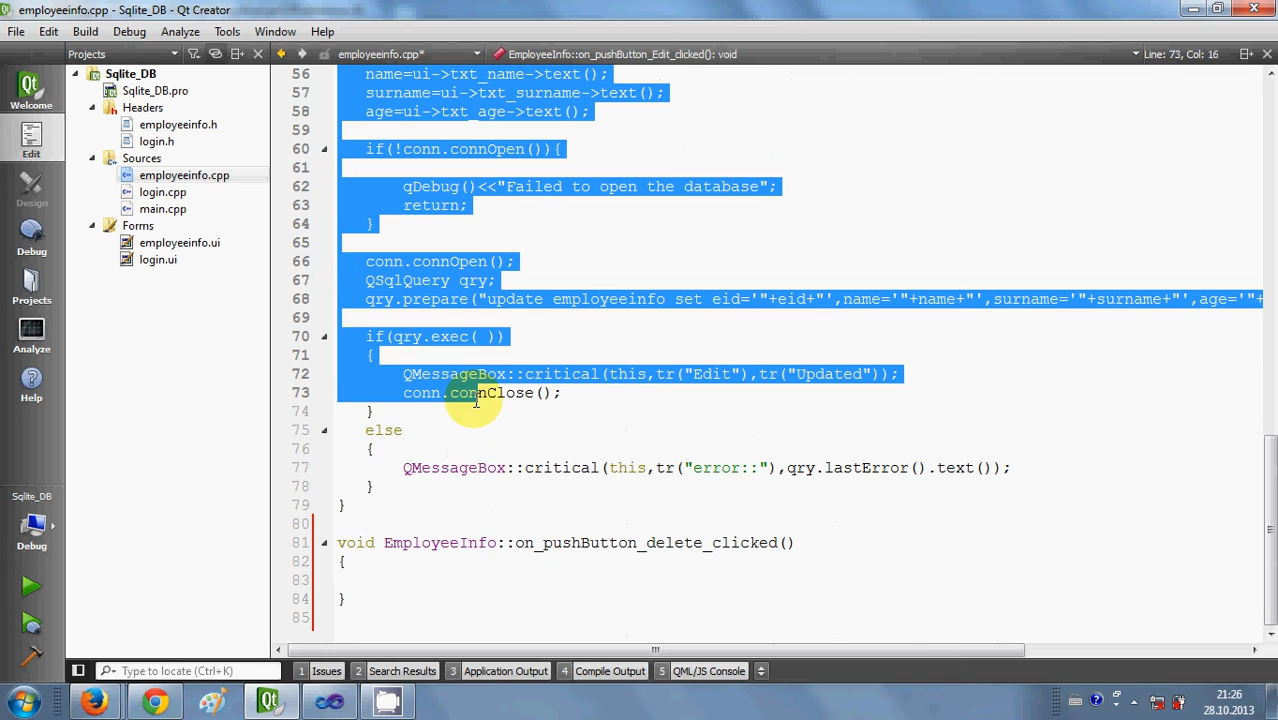 employeeinfo.cpp - Sqlite_DB - Qt Creator
File Edit Build Debug Analyze Tools Window Help
Projects employeeinfo.cpp* EmployeeInfo::on_pushButton_Edit_clicked(): void Line: 73, Col: 16
Welcome
Edit
Design
Debug
Projects
Analyze
Help
Sqlite_DB
Debug
Sqlite_DB
Sqlite_DB.pro
Headers
employeeinfo.h
login.h
Sources
employeeinfo.cpp
login.cpp
main.cpp
Forms
employeeinfo.ui
login.ui
56 name=ui->txt_name->text();
57 surname=ui->txt_surname->text();
58 age=ui->txt_age->text();
59
60 if(!conn.connOpen()){
61
62 qDebug()<<"Failed to open the database";
63 return;
64 }
65
66 conn.connOpen();
67 QSqlQuery qry;
68 qry.prepare("update employeeinfo set eid='"+eid+"',name='"+name+"',surname='"+surname+"',age='"+
69
70 if(qry.exec( ))
71 {
72 QMessageBox::critical(this,tr("Edit"),tr("Updated"));
73 conn.connClose();
74 }
75 else
76 {
77 QMessageBox::critical(this,tr("error::"),qry.lastError().text());
78 }
79 }
80
81 void EmployeeInfo::on_pushButton_delete_clicked()
82 {
83
84 }
85
Type to locate (Ctrl+K) 1 Issues 2 Search Results 3 Application Output 4 Compile Output 5 QML/JS Console
21:26
28.10.2013